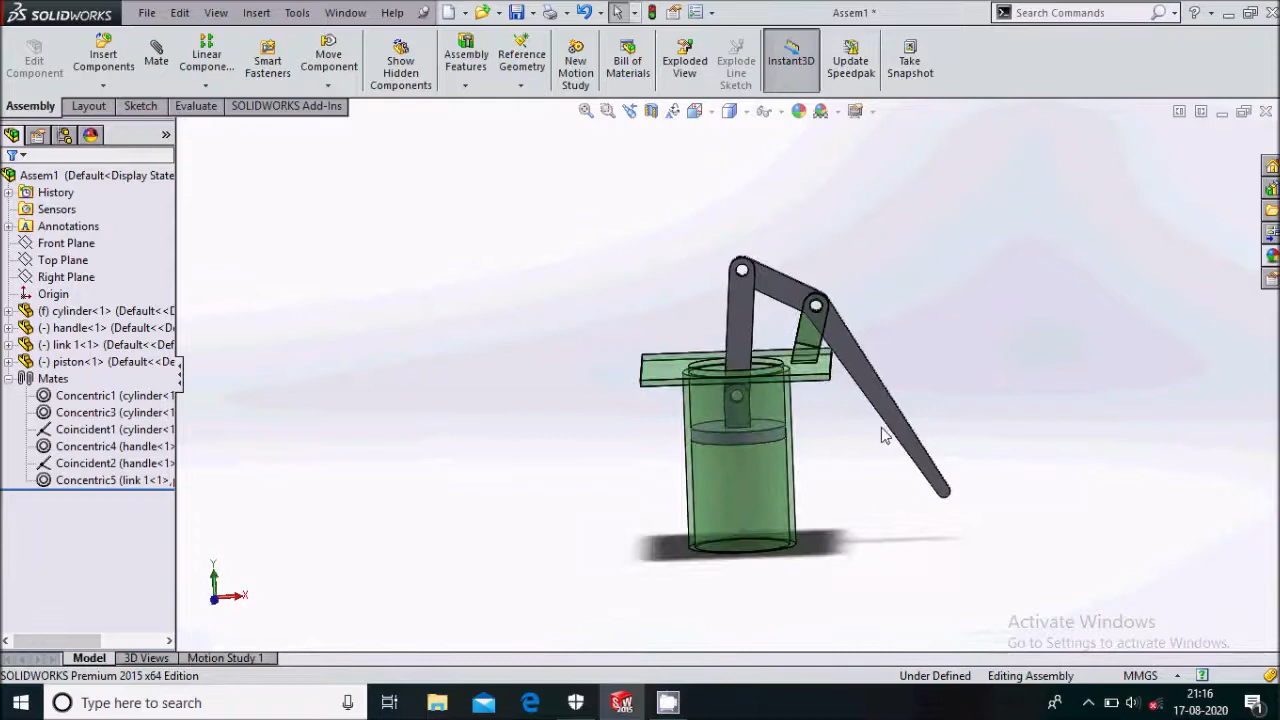 SOLIDWORKS
File Edit View Insert Tools Window Help
Assem1 *
Search Commands
Edit Component
Insert Components
Mate
Linear Compone...
Smart Fasteners
Move Component
Show Hidden Components
Assembly Features
Reference Geometry
New Motion Study
Bill of Materials
Exploded View
Explode Line Sketch
Instant3D
Update Speedpak
Take Snapshot
Assembly Layout Sketch Evaluate SOLIDWORKS Add-Ins
Assem1 (Default<Display State
History
Sensors
Annotations
Front Plane
Top Plane
Right Plane
Origin
(f) cylinder<1> (Default<<D
(-) handle<1> (Default<<D
(-) link 1<1> (Default<<D
(-) piston<1> (Default<<D
Mates
Concentric1 (cylinder<1
Concentric3 (cylinder<1
Coincident1 (cylinder<1
Concentric4 (handle<1>
Coincident2 (handle<1>
Concentric5 (link 1<1>,p
Y
X
Activate Windows
Go to Settings to activate Windows.
Model 3D Views Motion Study 1
SOLIDWORKS Premium 2015 x64 Edition
Under Defined Editing Assembly MMGS
Type here to search
21:16
17-08-2020